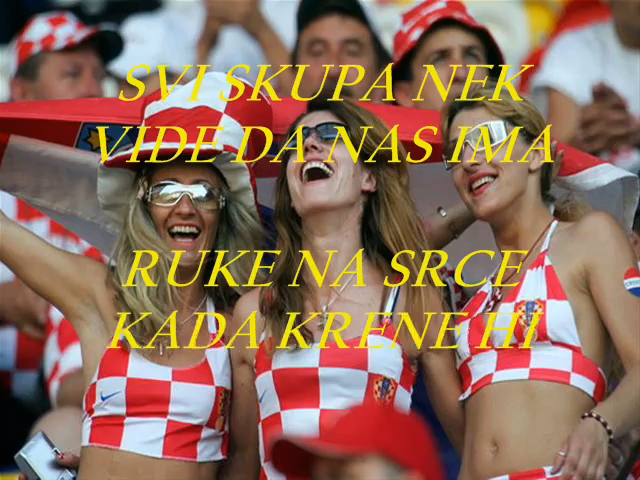 SVI SKUPA NEK
VIDE DA NAS IMA
RUKE NA SRCE
KADA KRENE HI